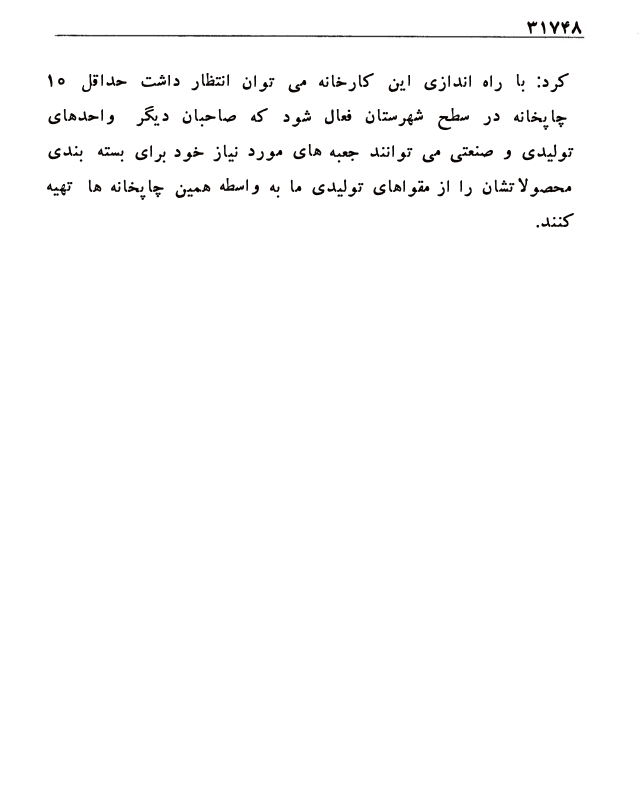 ۳۱۷۴۸
کرد: با راه اندازی این کارخانه می توان انتظار داشت حداقل ۱۰
چاپخانه در سطح شهرستان فعال شود که صاحبان دیگر واحدهای
تولیدی و صنعتی می توانند جعبه های مورد نیاز خود برای بسته بندی
محصولاتشان را از مقواهای تولیدی ما به واسطه همین چاپخانه ها تهیه
کنند.